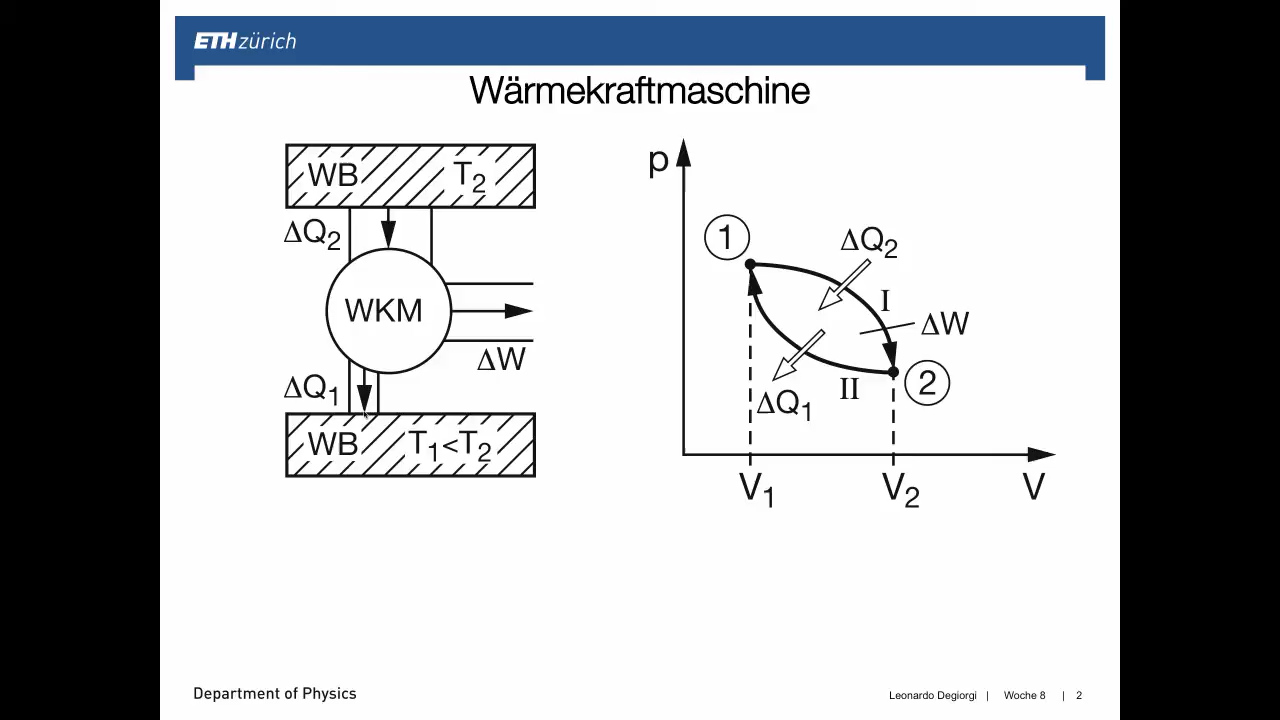 ETH zürich
Wärmekraftmaschine
WB T₂
ΔQ₂
WKM
ΔW
ΔQ₁
WB T₁<T₂
p
1
ΔQ₂
I
ΔW
2
II
ΔQ₁
V₁ V₂ V
Department of Physics
Leonardo Degiorgi | Woche 8 | 2